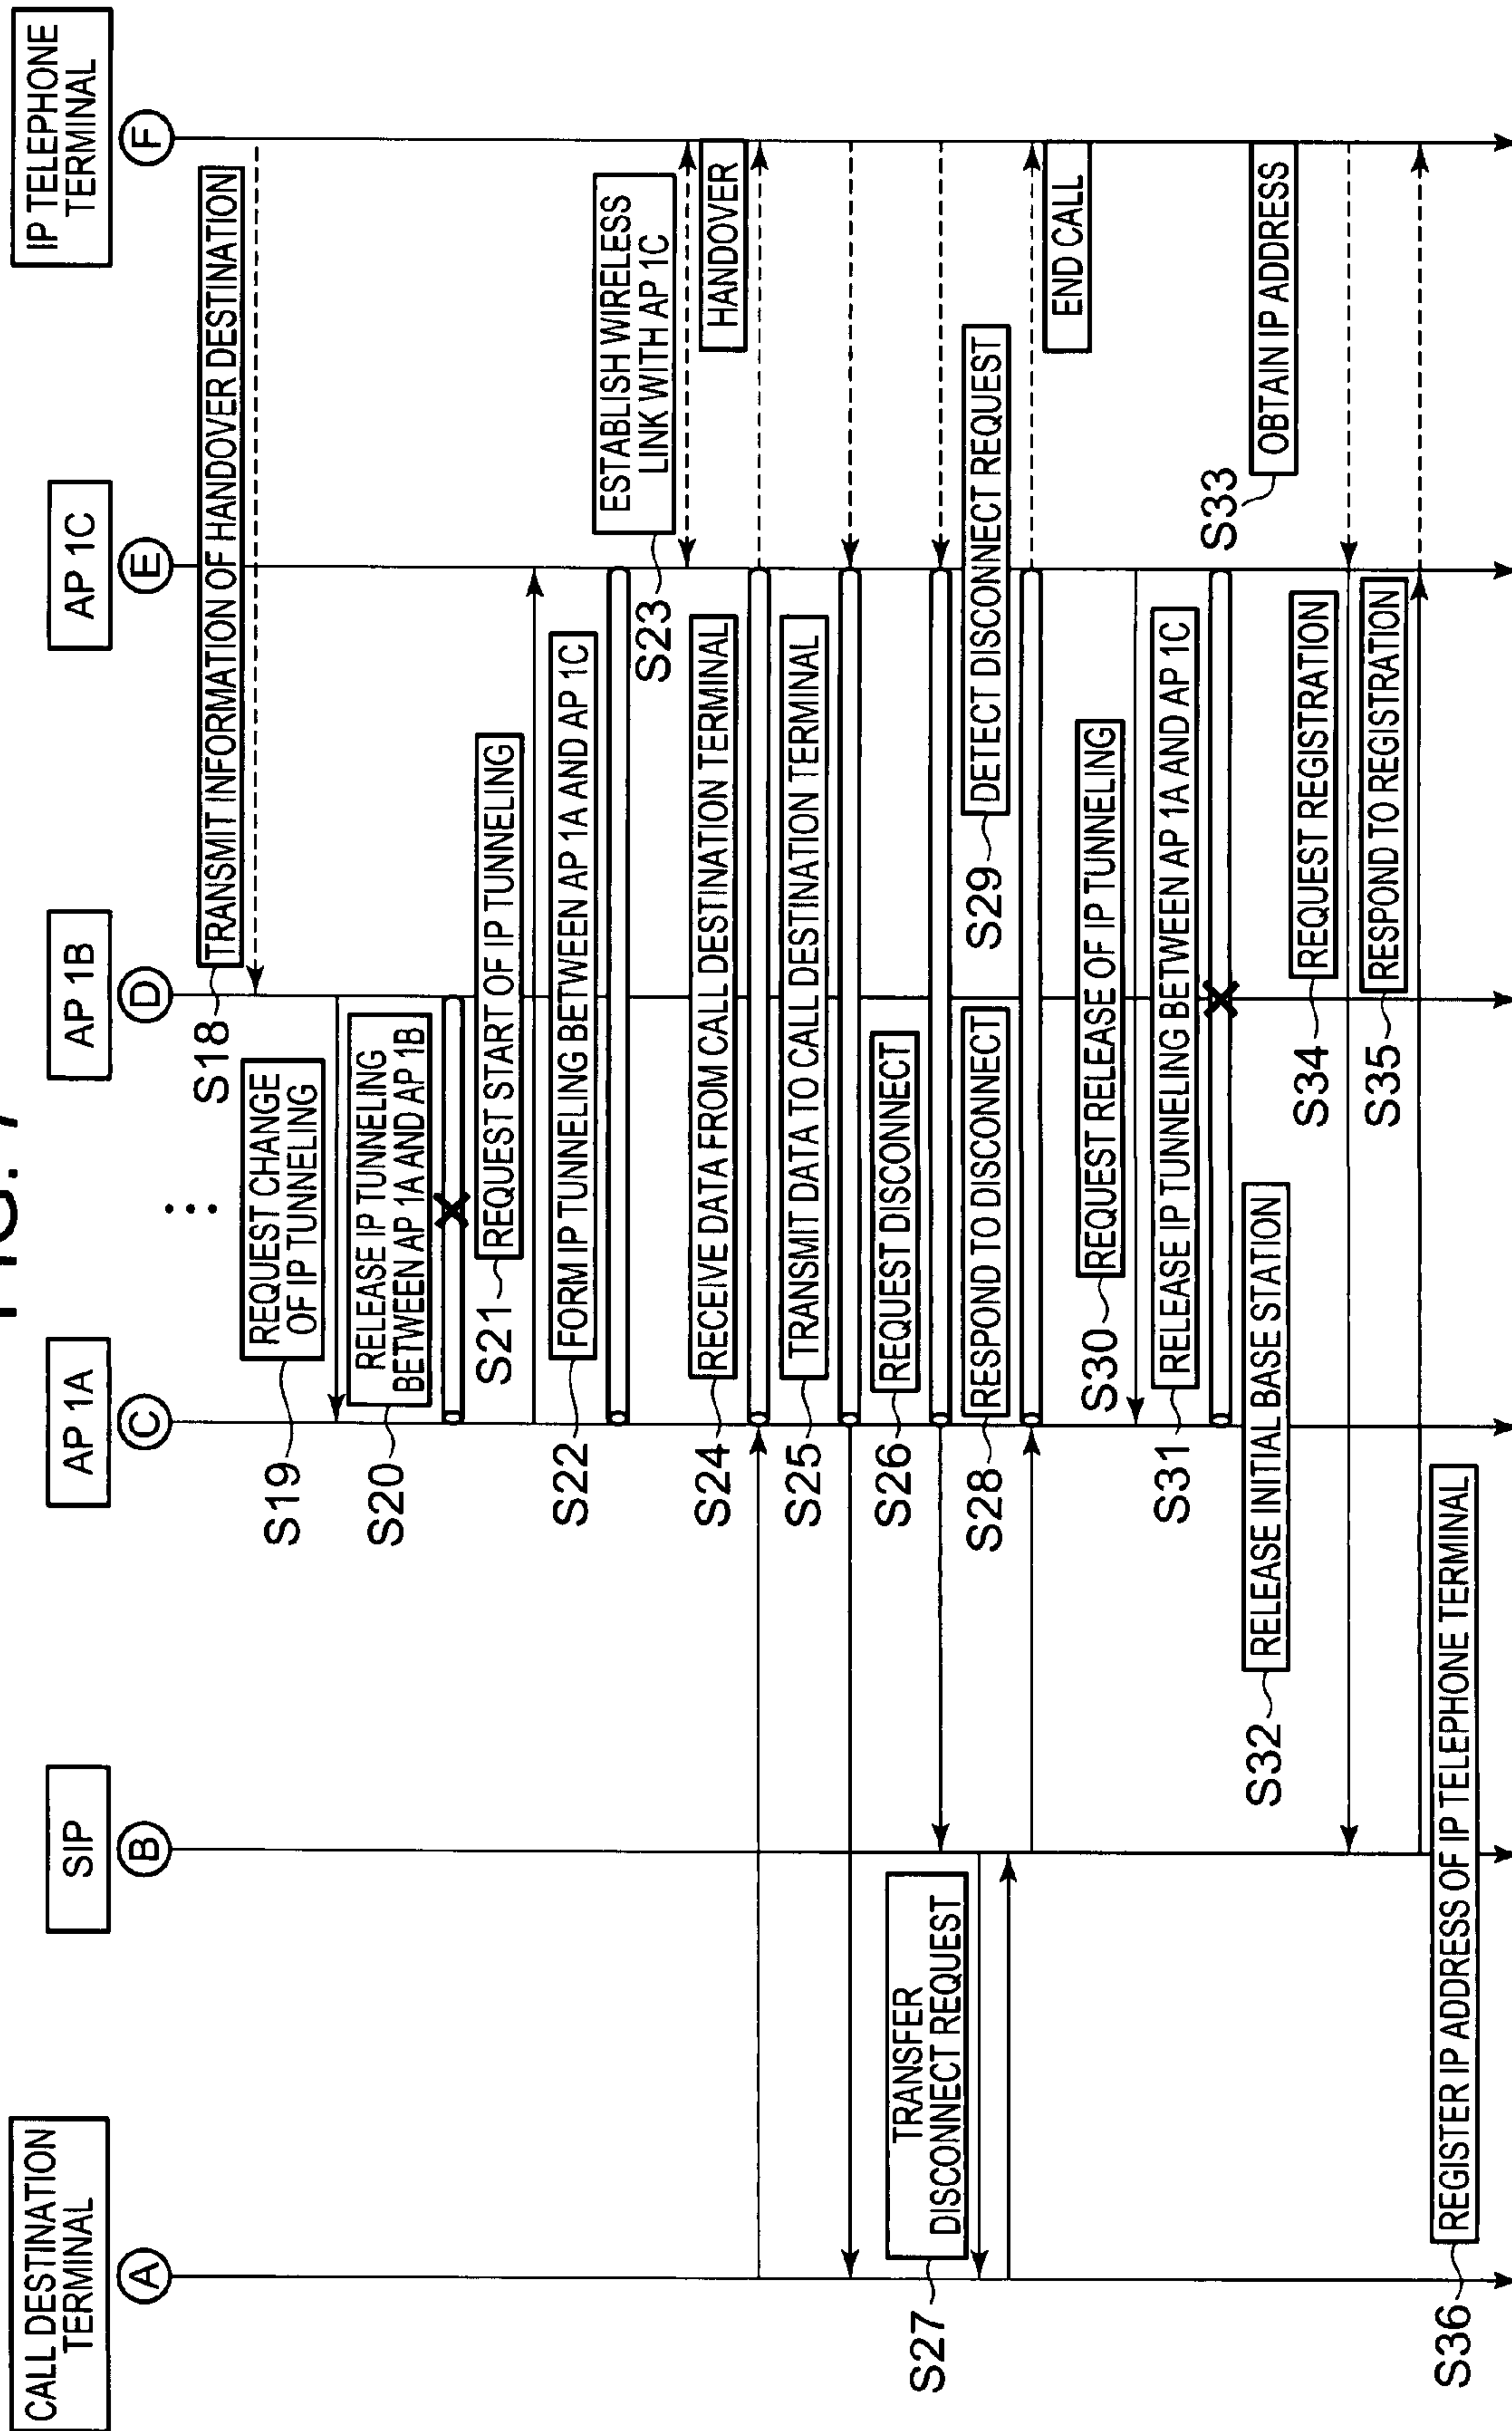 FIG. 7
CALL DESTINATION
TERMINAL
SIP
AP 1A
AP 1B
AP 1C
IP TELEPHONE
TERMINAL
A
B
C
D
E
F
S18
TRANSMIT INFORMATION OF HANDOVER DESTINATION
...
S19
REQUEST CHANGE
OF IP TUNNELING
S20
RELEASE IP TUNNELING
BETWEEN AP 1A AND AP 1B
S21
REQUEST START OF IP TUNNELING
S22
FORM IP TUNNELING BETWEEN AP 1A AND AP 1C
S23
ESTABLISH WIRELESS
LINK WITH AP 1C
HANDOVER
S24
RECEIVE DATA FROM CALL DESTINATION TERMINAL
S25
TRANSMIT DATA TO CALL DESTINATION TERMINAL
S26
REQUEST DISCONNECT
S27
TRANSFER
DISCONNECT REQUEST
S28
RESPOND TO DISCONNECT
S29
DETECT DISCONNECT REQUEST
END CALL
S30
REQUEST RELEASE OF IP TUNNELING
S31
RELEASE IP TUNNELING BETWEEN AP 1A AND AP 1C
S32
RELEASE INITIAL BASE STATION
S33
OBTAIN IP ADDRESS
S34
REQUEST REGISTRATION
S35
RESPOND TO REGISTRATION
S36
REGISTER IP ADDRESS OF IP TELEPHONE TERMINAL